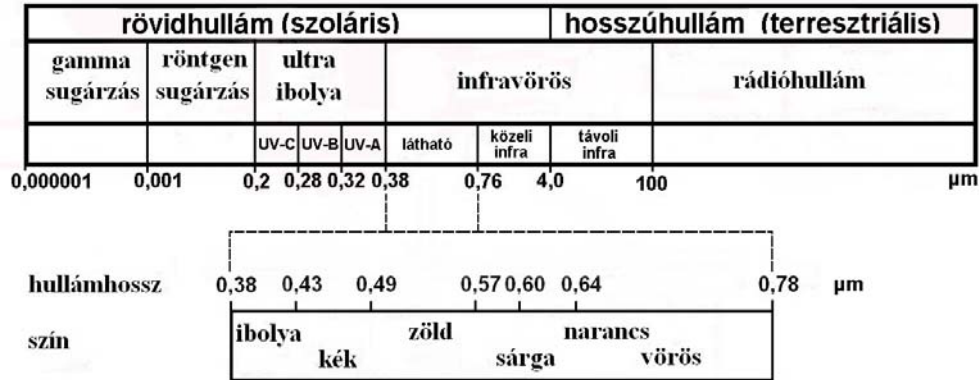 rövidhullám (szoláris) hosszúhullám (terresztriális)
gamma sugárzás röntgen sugárzás ultra ibolya infravörös rádióhullám
UV-C UV-B UV-A látható közeli infra távoli infra
0,000001 0,001 0,2 0,28 0,32 0,38 0,76 4,0 100 µm
hullámhossz 0,38 0,43 0,49 0,57 0,60 0,64 0,78 µm
szín ibolya kék zöld sárga narancs vörös